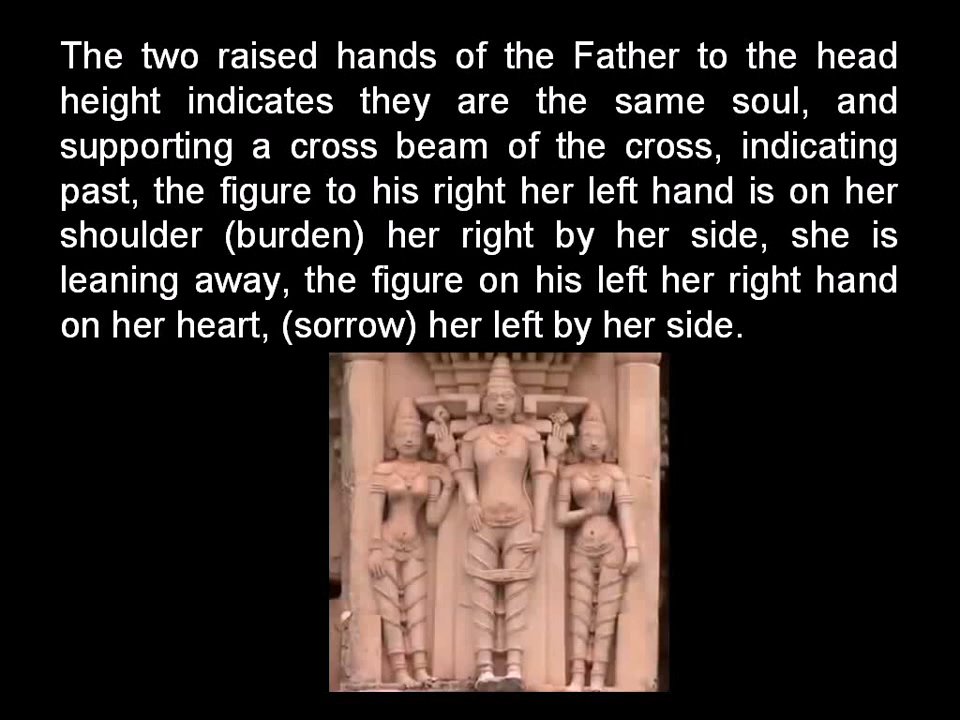 The two raised hands of the Father to the head
height indicates they are the same soul, and
supporting a cross beam of the cross, indicating
past, the figure to his right her left hand is on her
shoulder (burden) her right by her side, she is
leaning away, the figure on his left her right hand
on her heart, (sorrow) her left by her side.